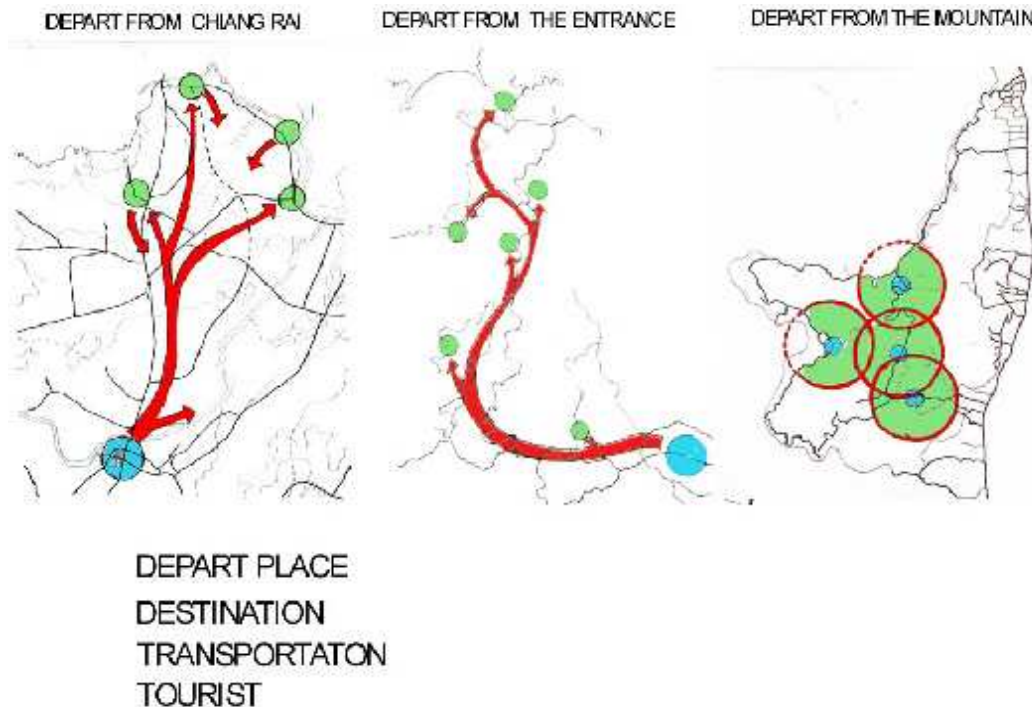 DEPART FROM CHIANG RAI
DEPART FROM THE ENTRANCE
DEPART FROM THE MOUNTAIN
DEPART PLACE
DESTINATION
TRANSPORTATON
TOURIST